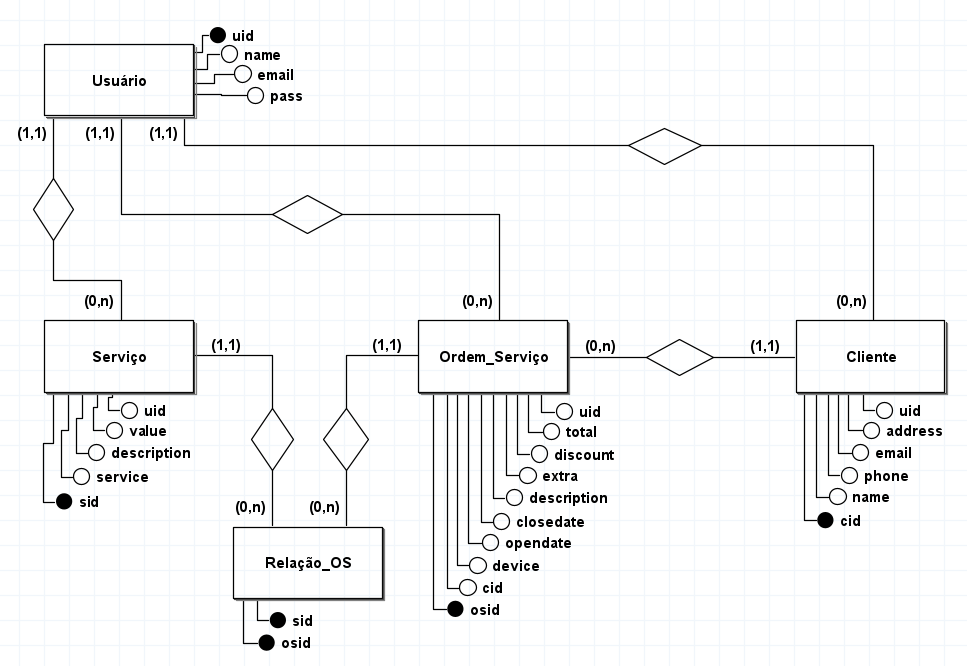 uid
name
email
pass
Usuário
(1,1)
(1,1)
(1,1)
(0,n)
(0,n)
(0,n)
Serviço
(1,1)
(1,1)
Ordem_Serviço
(0,n)
(1,1)
Cliente
uid
value
description
service
sid
uid
total
discount
extra
description
closedate
opendate
device
cid
osid
uid
address
email
phone
name
cid
(0,n)
(0,n)
Relação_OS
sid
osid